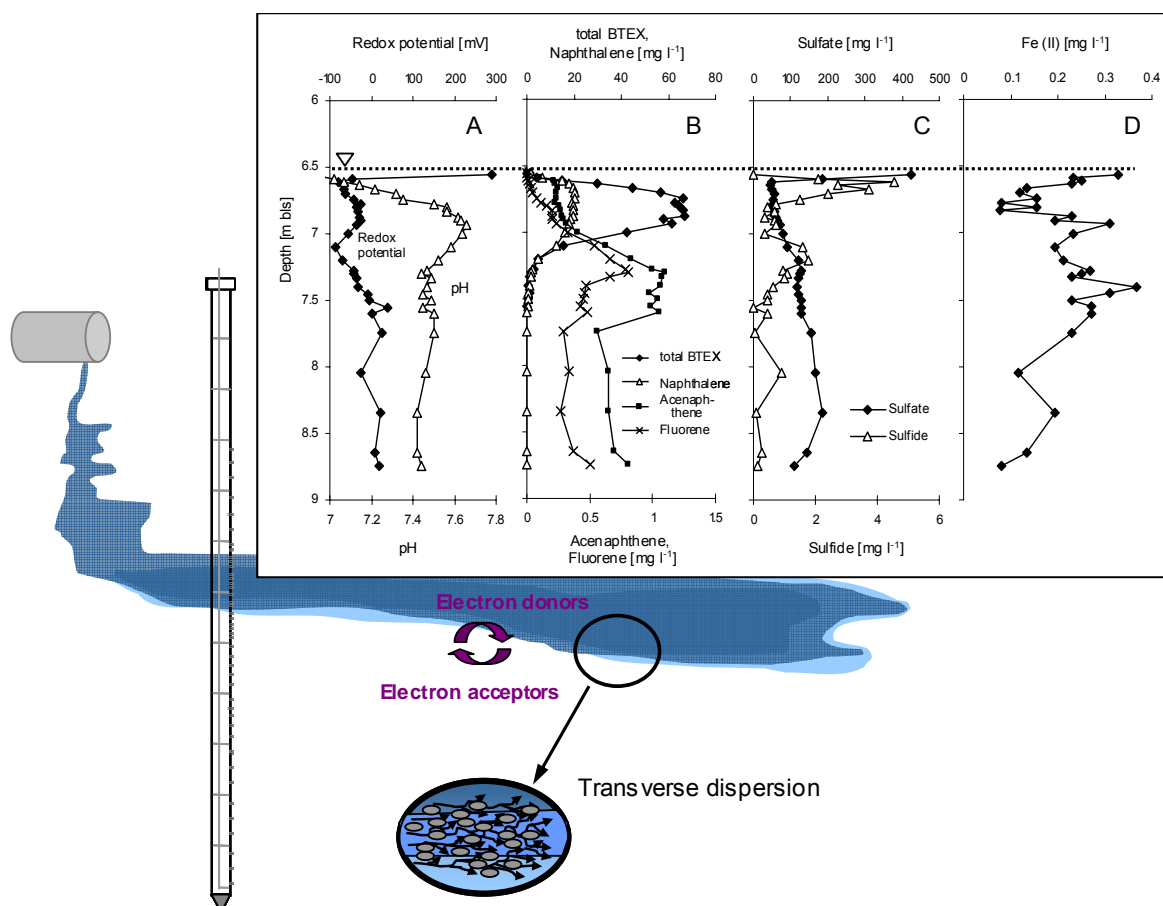 Redox potential [mV]
-100 0 100 200 300
total BTEX,
Naphthalene [mg l-1]
0 20 40 60 80
Sulfate [mg l-1]
0 100 200 300 400 500
Fe (II) [mg l-1]
0 0.1 0.2 0.3 0.4
Depth [m bls]
6
6.5
7
7.5
8
8.5
9
A
B
C
D
Redox
potential
pH
total BTEX
Naphthalene
Acenaph-
thene
Fluorene
Sulfate
Sulfide
7 7.2 7.4 7.6 7.8
pH
0 0.5 1 15
Acenaphthene,
Fluorene [mg l-1]
0 2 4 6
Sulfide [mg l-1]
Electron donors
Electron acceptors
Transverse dispersion